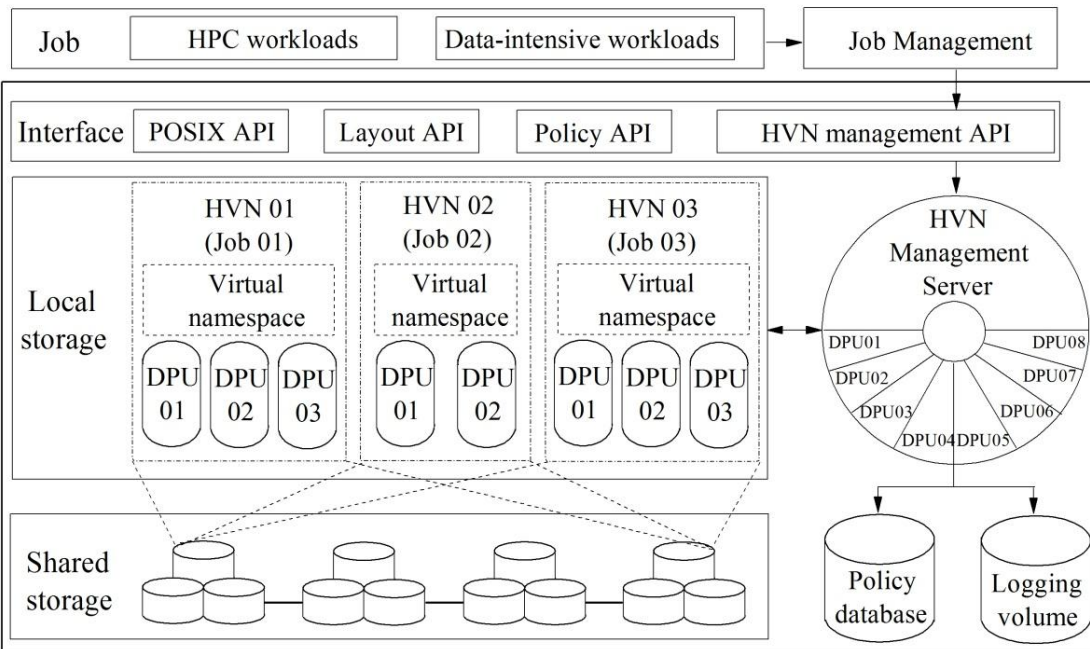 Job
HPC workloads
Data-intensive workloads
Job Management
Interface
POSIX API
Layout API
Policy API
HVN management API
Local
storage
HVN 01
(Job 01)
Virtual
namespace
DPU
01
DPU
02
DPU
03
HVN 02
(Job 02)
Virtual
namespace
DPU
01
DPU
02
HVN 03
(Job 03)
Virtual
namespace
DPU
01
DPU
02
DPU
03
HVN
Management
Server
DPU01
DPU02
DPU03
DPU04
DPU05
DPU06
DPU07
DPU08
Shared
storage
Policy
database
Logging
volume